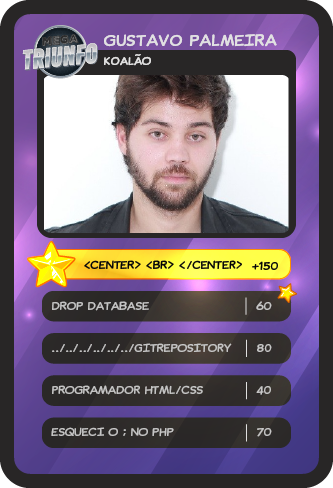 MEGA
TRIUNFO
GUSTAVO PALMEIRA
KOALÃO
<CENTER> <BR> </CENTER> +150
DROP DATABASE 60
../../../../../../GITREPOSITORY 80
PROGRAMADOR HTML/CSS 40
ESQUECI O ; NO PHP 70